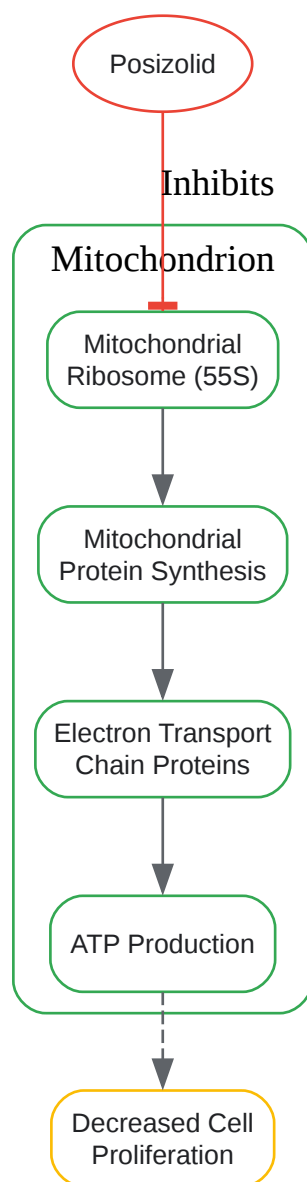 Posizolid
Inhibits
Mitochondrion
Mitochondrial
Ribosome (55S)
Mitochondrial
Protein Synthesis
Electron Transport
Chain Proteins
ATP Production
Decreased Cell
Proliferation